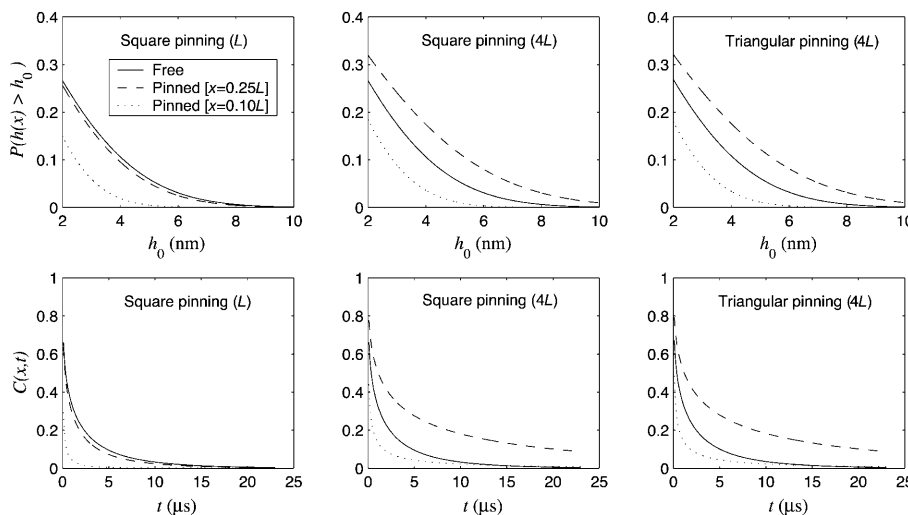 Square pinning (L)
Free
Pinned [x=0.25L]
Pinned [x=0.10L]
P(h(x) > h0)
0.4
0.3
0.2
0.1
0
2 4 6 8 10
h0 (nm)
Square pinning (4L)
0.4
0.3
0.2
0.1
0
2 4 6 8 10
h0 (nm)
Triangular pinning (4L)
0.4
0.3
0.2
0.1
0
2 4 6 8 10
h0 (nm)
Square pinning (L)
C(x,t)
1
0.8
0.6
0.4
0.2
0
0 5 10 15 20 25
t (μs)
Square pinning (4L)
1
0.8
0.6
0.4
0.2
0
0 5 10 15 20 25
t (μs)
Triangular pinning (4L)
1
0.8
0.6
0.4
0.2
0
0 5 10 15 20 25
t (μs)